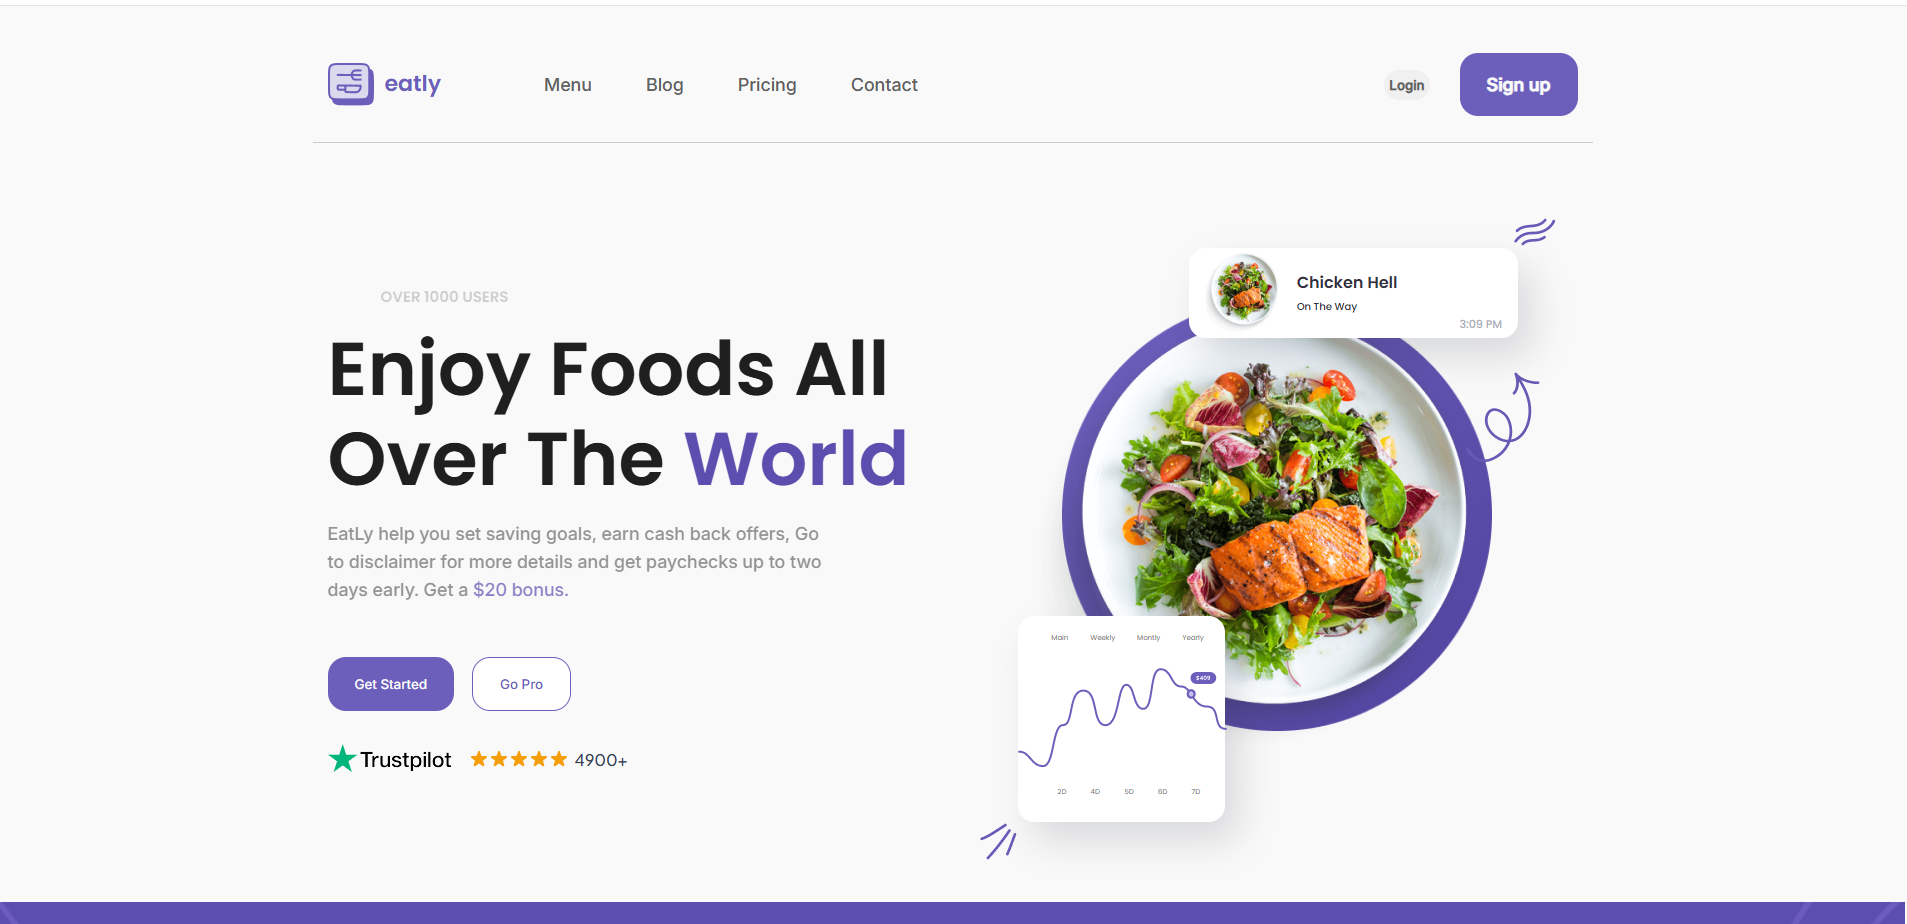 eatly
Menu
Blog
Pricing
Contact
Login
Sign up
OVER 1000 USERS
Enjoy Foods All
Over The World
EatLy help you set saving goals, earn cash back offers, Go
to disclaimer for more details and get paychecks up to two
days early. Get a $20 bonus.
Get Started
Go Pro
Trustpilot
4900+
Chicken Hell
On The Way
3:09 PM
Main
Weekly
Montly
Yearly
$409
2D
4D
5D
6D
7D